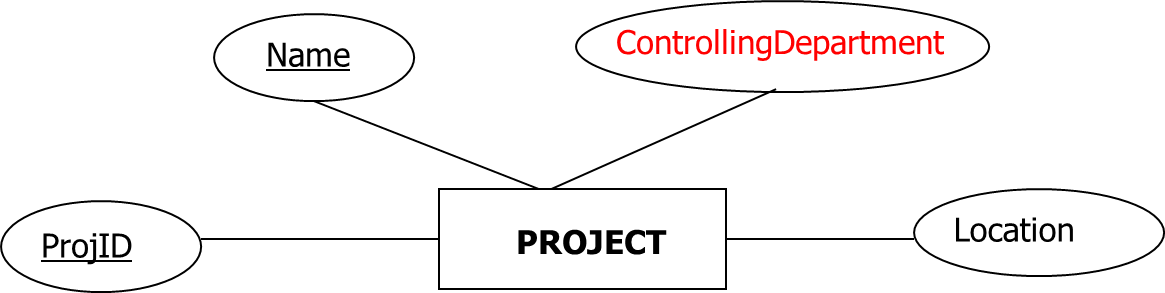 Name
ControllingDepartment
ProjID
PROJECT
Location